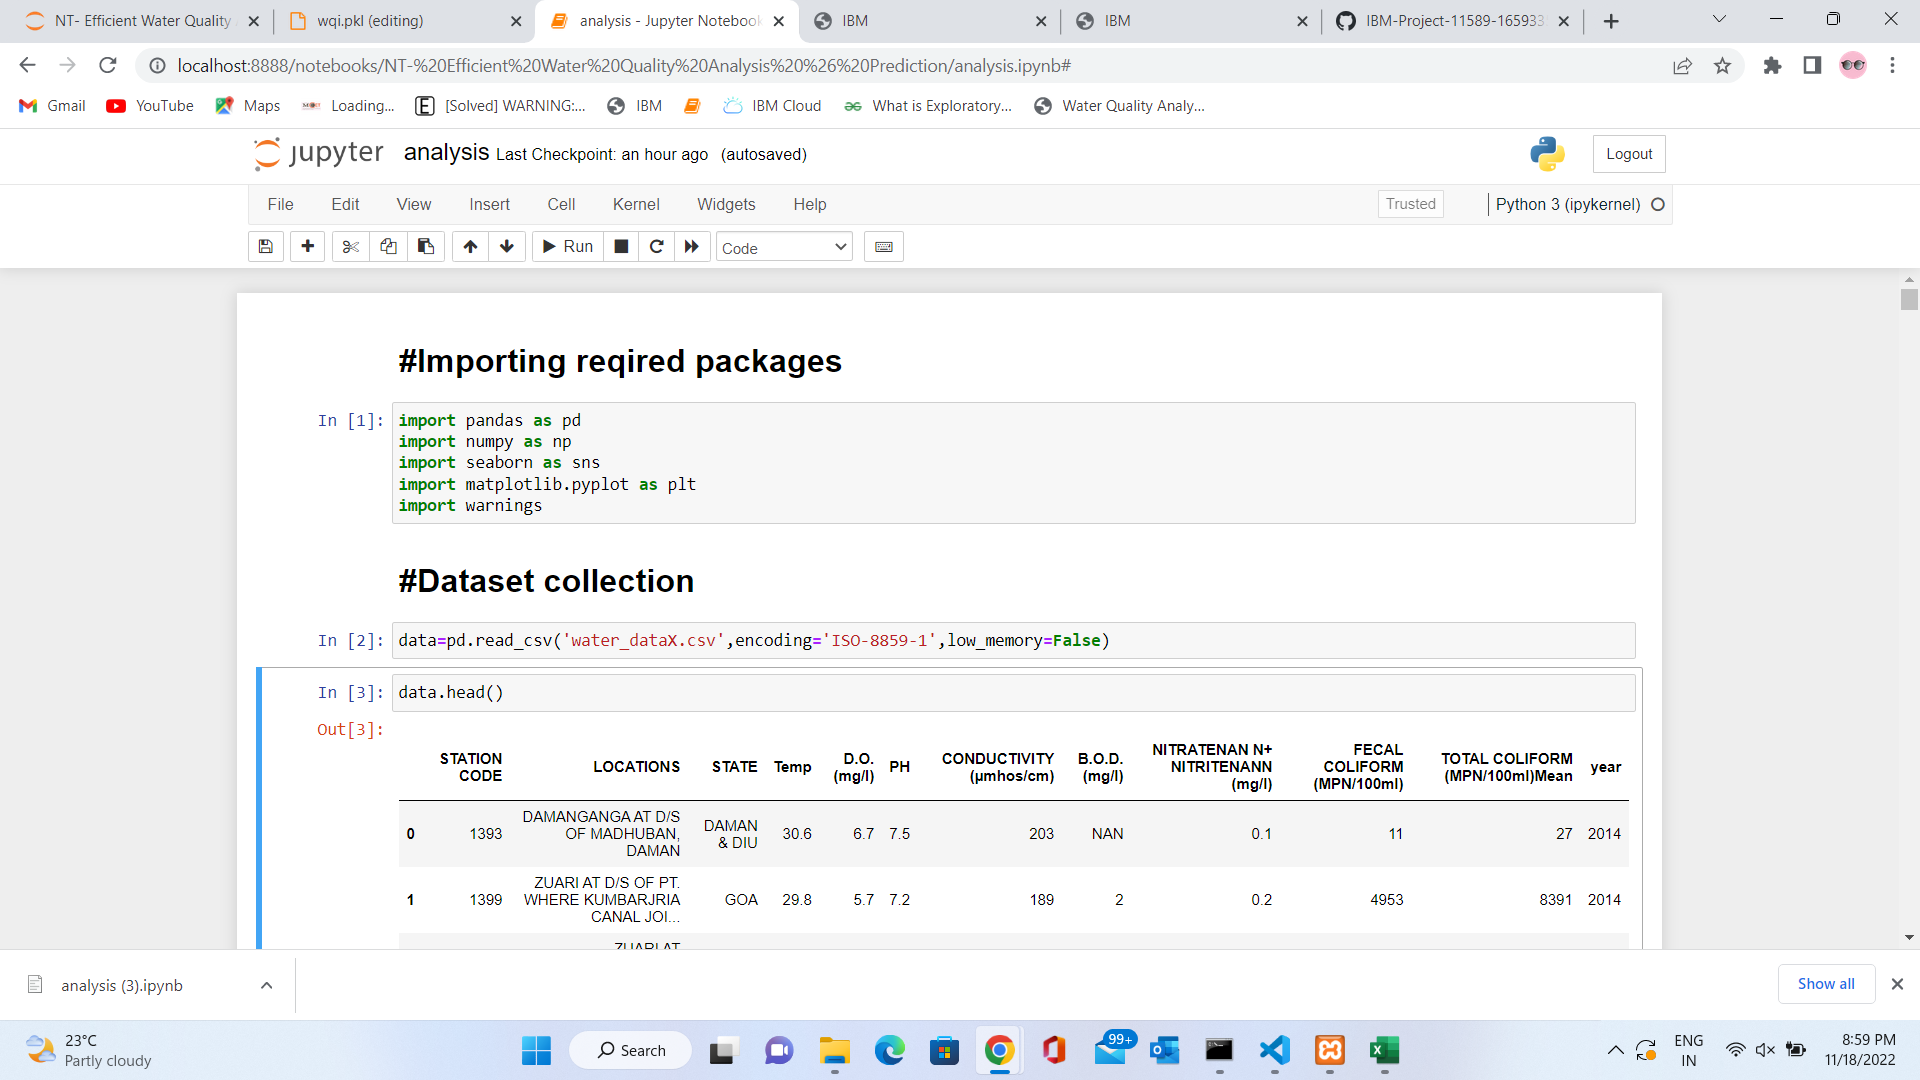 NT- Efficient Water Quality
wqi.pkl (editing)
analysis - Jupyter Notebook
IBM
IBM
IBM-Project-11589-165933
localhost:8888/notebooks/NT-%20Efficient%20Water%20Quality%20Analysis%20%26%20Prediction/analysis.ipynb#
Gmail
YouTube
Maps
Loading...
[Solved] WARNING:...
IBM
IBM Cloud
What is Exploratory...
Water Quality Analy...
jupyter analysis Last Checkpoint: an hour ago (autosaved)
Logout
File Edit View Insert Cell Kernel Widgets Help
Trusted
Python 3 (ipykernel)
Run
Code
#Importing reqired packages
In [1]: import pandas as pd
import numpy as np
import seaborn as sns
import matplotlib.pyplot as plt
import warnings
#Dataset collection
In [2]: data=pd.read_csv('water_dataX.csv',encoding='ISO-8859-1',low_memory=False)
In [3]: data.head()
Out[3]:
STATION CODE LOCATIONS STATE Temp D.O. (mg/l) PH CONDUCTIVITY (µmhos/cm) B.O.D. (mg/l) NITRATENAN N+ NITRITENANN (mg/l) FECAL COLIFORM (MPN/100ml) TOTAL COLIFORM (MPN/100ml)Mean year
0 1393 DAMANGANGA AT D/S OF MADHUBAN, DAMAN DAMAN & DIU 30.6 6.7 7.5 203 NAN 0.1 11 27 2014
1 1399 ZUARI AT D/S OF PT. WHERE KUMBARJRIA CANAL JOI... GOA 29.8 5.7 7.2 189 2 0.2 4953 8391 2014
ZUARI AT
analysis (3).ipynb
Show all
23°C
Partly cloudy
Search
99+
ENG
IN
8:59 PM
11/18/2022